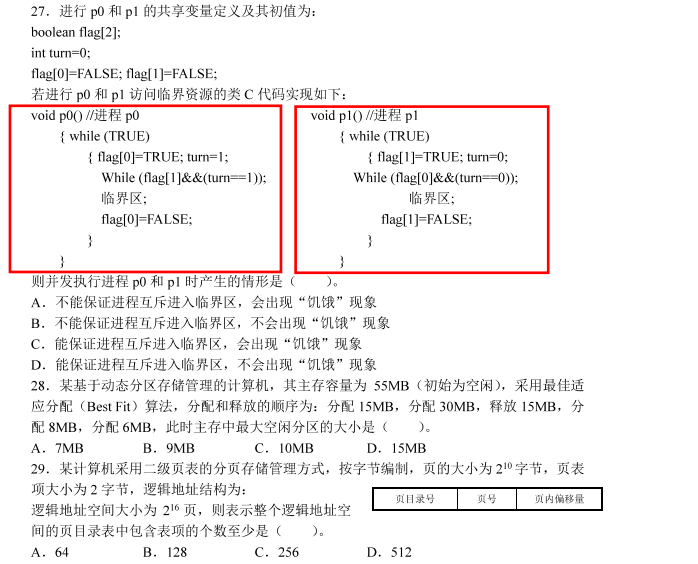 27．进行 p0 和 p1 的共享变量定义及其初值为：
boolean flag[2];
int turn=0;
flag[0]=FALSE; flag[1]=FALSE;
若进行 p0 和 p1 访问临界资源的类 C 代码实现如下：
void p0() //进程 p0
{ while (TRUE)
{ flag[0]=TRUE; turn=1;
While (flag[1]&&(turn==1));
临界区;
flag[0]=FALSE;
}
}
void p1() //进程 p1
{ while (TRUE)
{ flag[1]=TRUE; turn=0;
While (flag[0]&&(turn==0));
临界区;
flag[1]=FALSE;
}
}
则并发执行进程 p0 和 p1 时产生的情形是（ ）。
A．不能保证进程互斥进入临界区，会出现“饥饿”现象
B．不能保证进程互斥进入临界区，不会出现“饥饿”现象
C．能保证进程互斥进入临界区，会出现“饥饿”现象
D．能保证进程互斥进入临界区，不会出现“饥饿”现象
28．某基于动态分区存储管理的计算机，其主存容量为 55MB（初始为空闲），采用最佳适
应分配（Best Fit）算法，分配和释放的顺序为：分配 15MB，分配 30MB，释放 15MB，分
配 8MB，分配 6MB，此时主存中最大空闲分区的大小是（ ）。
A．7MB B．9MB C．10MB D．15MB
29．某计算机采用二级页表的分页存储管理方式，按字节编制，页的大小为 2¹⁰ 字节，页表
项大小为 2 字节，逻辑地址结构为：
页目录号 页号 页内偏移量
逻辑地址空间大小为 2¹⁶ 页，则表示整个逻辑地址空
间的页目录表中包含表项的个数至少是（ ）。
A．64 B．128 C．256 D．512